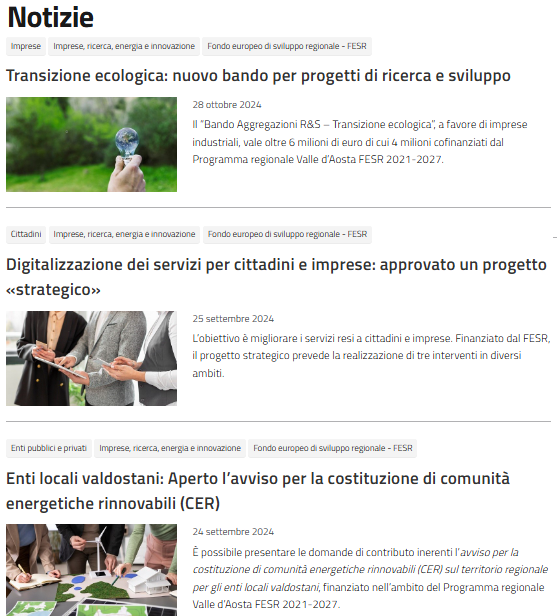 Notizie
Imprese Imprese, ricerca, energia e innovazione Fondo europeo di sviluppo regionale - FESR
Transizione ecologica: nuovo bando per progetti di ricerca e sviluppo
28 ottobre 2024
Il "Bando Aggregazioni R&S – Transizione ecologica", a favore di imprese
industriali, vale oltre 6 milioni di euro di cui 4 milioni cofinanziati dal
Programma regionale Valle d'Aosta FESR 2021-2027.
Cittadini Imprese, ricerca, energia e innovazione Fondo europeo di sviluppo regionale - FESR
Digitalizzazione dei servizi per cittadini e imprese: approvato un progetto
«strategico»
25 settembre 2024
L'obiettivo è migliorare i servizi resi a cittadini e imprese. Finanziato dal FESR,
il progetto strategico prevede la realizzazione di tre interventi in diversi
ambiti.
Enti pubblici e privati Imprese, ricerca, energia e innovazione Fondo europeo di sviluppo regionale - FESR
Enti locali valdostani: Aperto l'avviso per la costituzione di comunità
energetiche rinnovabili (CER)
24 settembre 2024
È possibile presentare le domande di contributo inerenti l'avviso per la
costituzione di comunità energetiche rinnovabili (CER) sul territorio regionale
per gli enti locali valdostani, finanziato nell'ambito del Programma regionale
Valle d'Aosta FESR 2021-2027.